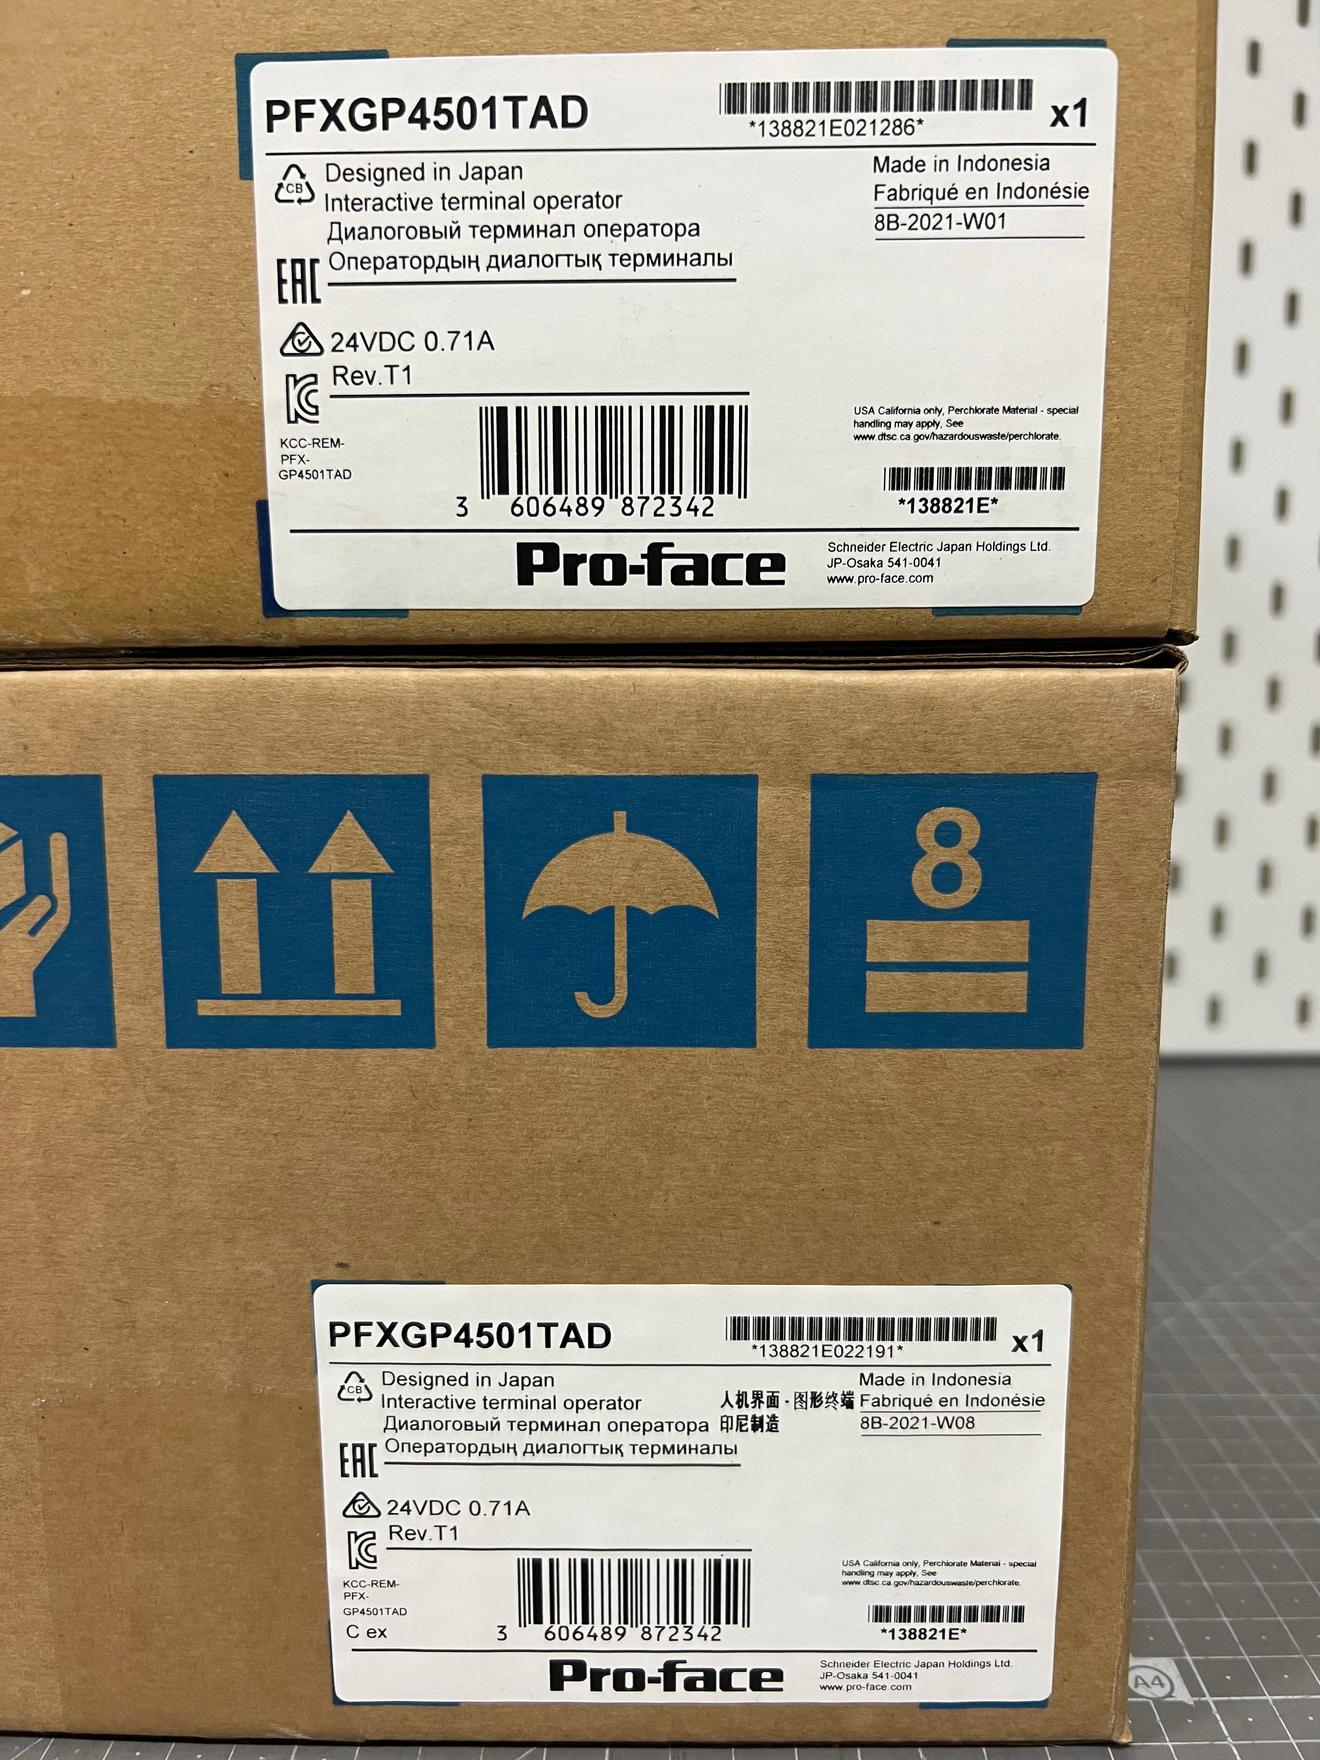 PFXGP4501TAD
*138821E021286*
x1
CB
Designed in Japan
Interactive terminal operator
Диалоговый терминал оператора
Оператордың диалогтық терминалы
Made in Indonesia
Fabriqué en Indonésie
8B-2021-W01
EAC
24VDC 0.71A
Rev.T1
KCC-REM-
PFX-
GP4501TAD
USA California only, Perchlorate Material - special
handling may apply, See
www.dtsc.ca.gov/hazardouswaste/perchlorate.
3 606489 872342
*138821E*
Pro-face
Schneider Electric Japan Holdings Ltd.
JP-Osaka 541-0041
www.pro-face.com
8
PFXGP4501TAD
*138821E022191*
x1
CB
Designed in Japan
Interactive terminal operator
Диалоговый терминал оператора
Оператордың диалогтық терминалы
人机界面 - 图形终端
印尼制造
Made in Indonesia
Fabriqué en Indonésie
8B-2021-W08
EAC
24VDC 0.71A
Rev.T1
KCC-REM-
PFX-
GP4501TAD
C ex
USA California only, Perchlorate Material - special
handling may apply, See
www.dtsc.ca.gov/hazardouswaste/perchlorate.
3 606489 872342
*138821E*
Pro-face
Schneider Electric Japan Holdings Ltd.
JP-Osaka 541-0041
www.pro-face.com
A4